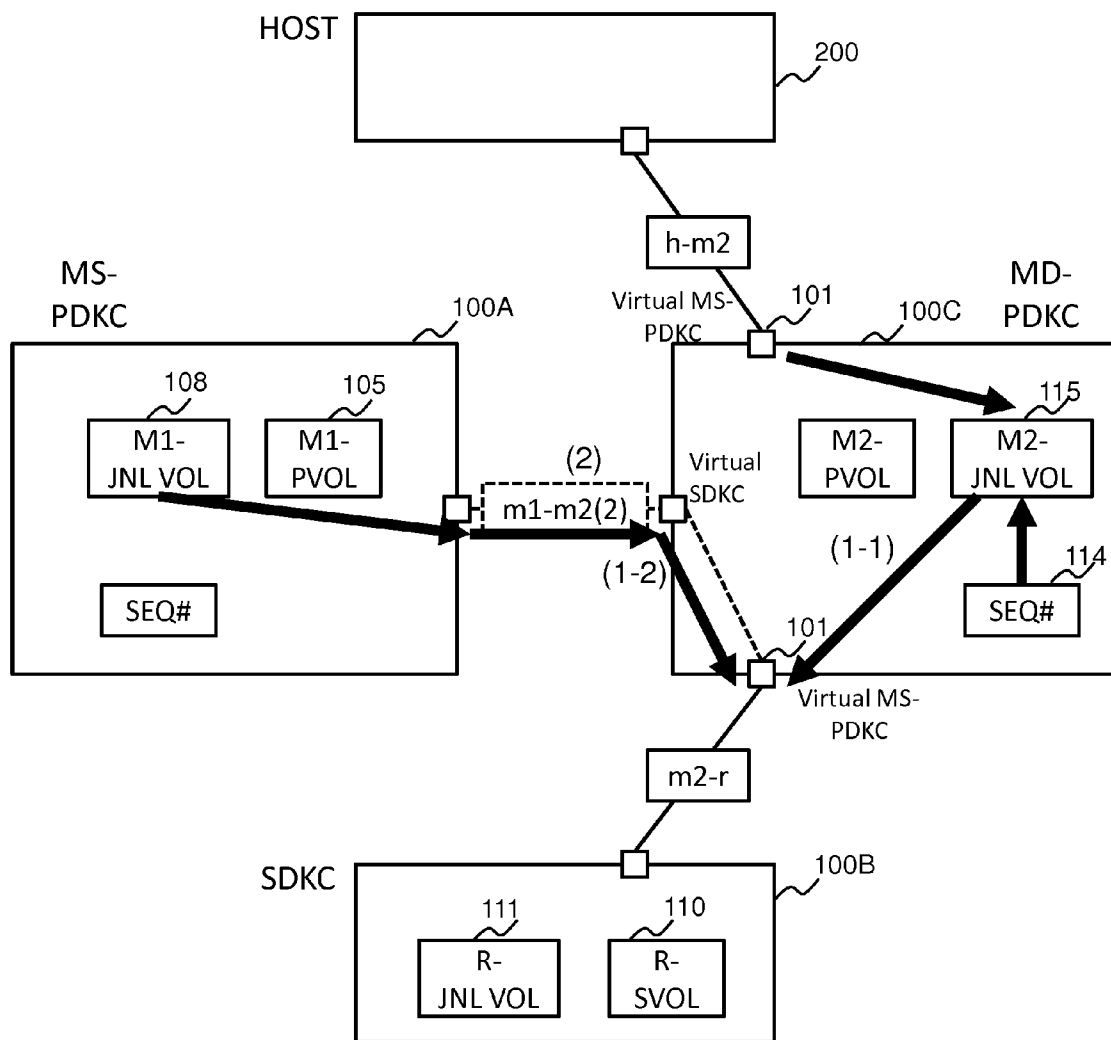 HOST
200
h-m2
MS-
PDKC
100A
Virtual MS-
PDKC
101
100C
MD-
PDKC
108
105
115
M1-
JNL VOL
M1-
PVOL
M2-
PVOL
M2-
JNL VOL
(2)
Virtual
SDKC
m1-m2(2)
(1-2)
(1-1)
114
SEQ#
SEQ#
101
Virtual MS-
PDKC
m2-r
SDKC
100B
111
110
R-
JNL VOL
R-
SVOL